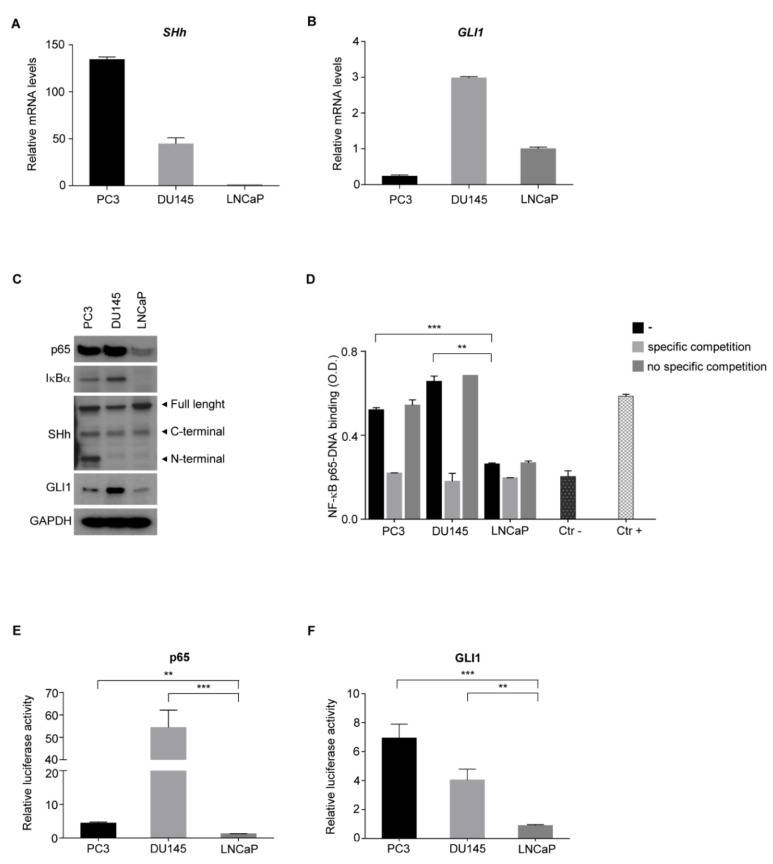 A
SHh
Relative mRNA levels
150
100
50
0
PC3
DU145
LNCaP
B
GLI1
Relative mRNA levels
4
3
2
1
0
PC3
DU145
LNCaP
C
PC3
DU145
LNCaP
p65
IκBα
SHh
Full lenght
C-terminal
N-terminal
GLI1
GAPDH
D
-
specific competition
no specific competition
***
**
NF-κB p65-DNA binding (O.D.)
0.8
0.4
0.0
PC3
DU145
LNCaP
Ctr -
Ctr +
E
p65
**
***
Relative luciferase activity
70
60
50
40
20
10
0
PC3
DU145
LNCaP
F
GLI1
***
**
Relative luciferase activity
10
8
6
4
2
0
PC3
DU145
LNCaP